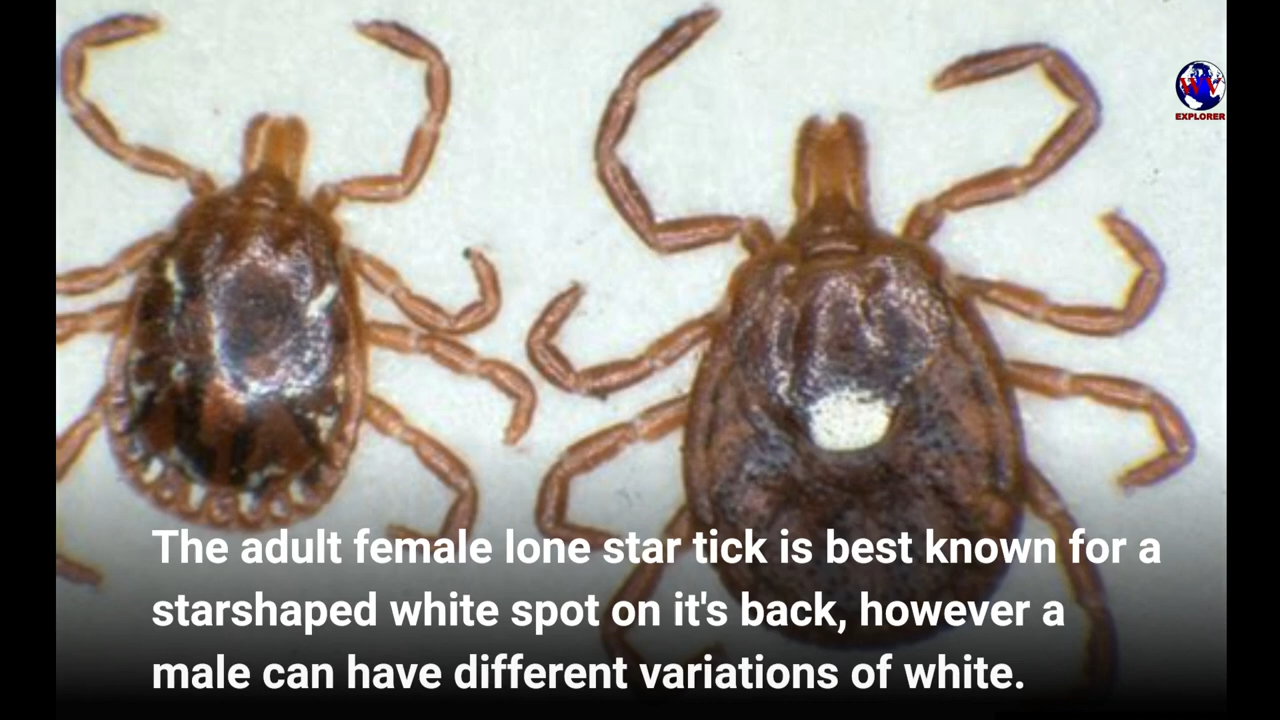 WV
EXPLORER
The adult female lone star tick is best known for a
starshaped white spot on it's back, however a
male can have different variations of white.